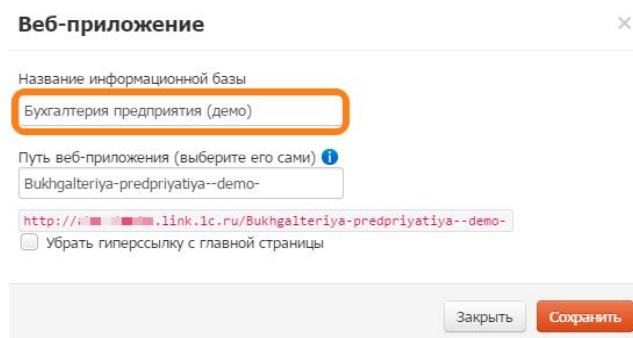 Веб-приложение
Название информационной базы
Бухгалтерия предприятия (демо)
Путь веб-приложения (выберите его сами)
Bukhgalteriya-predpriyatiya--demo-
http:// .link.1c.ru/Bukhgalteriya-predpriyatiya--demo-
Убрать гиперссылку с главной страницы
Закрыть Сохранить